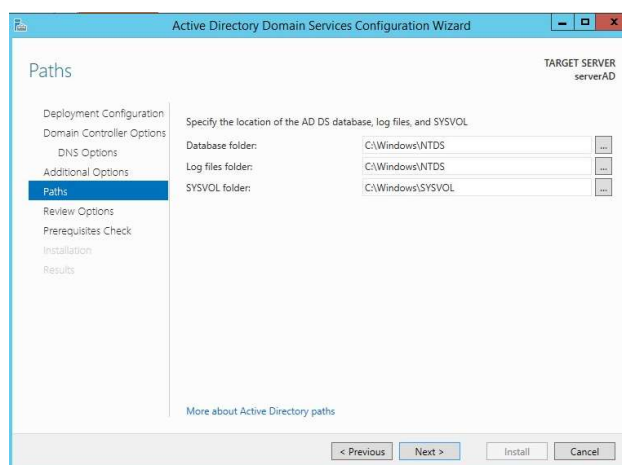 Active Directory Domain Services Configuration Wizard
Paths
TARGET SERVER
serverAD
Deployment Configuration
Domain Controller Options
DNS Options
Additional Options
Paths
Review Options
Prerequisites Check
Installation
Results
Specify the location of the AD DS database, log files, and SYSVOL
Database folder: C:\Windows\NTDS ...
Log files folder: C:\Windows\NTDS ...
SYSVOL folder: C:\Windows\SYSVOL ...
More about Active Directory paths
< Previous Next > Install Cancel